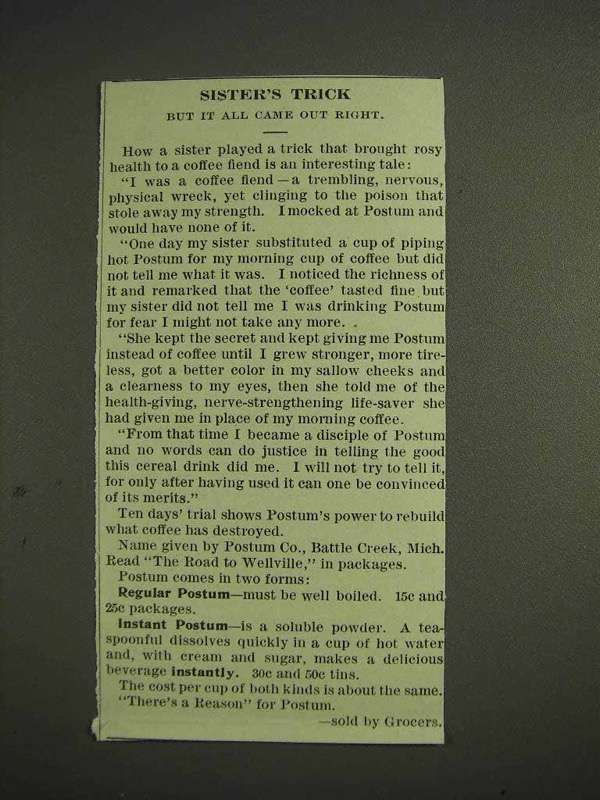 SISTER'S TRICK
BUT IT ALL CAME OUT RIGHT.
How a sister played a trick that brought rosy
health to a coffee fiend is an interesting tale:
"I was a coffee fiend—a trembling, nervous,
physical wreck, yet clinging to the poison that
stole away my strength. I mocked at Postum and
would have none of it.
"One day my sister substituted a cup of piping
hot Postum for my morning cup of coffee but did
not tell me what it was. I noticed the richness of
it and remarked that the 'coffee' tasted fine but
my sister did not tell me I was drinking Postum
for fear I might not take any more.
"She kept the secret and kept giving me Postum
instead of coffee until I grew stronger, more tire-
less, got a better color in my sallow cheeks and
a clearness to my eyes, then she told me of the
health-giving, nerve-strengthening life-saver she
had given me in place of my morning coffee.
"From that time I became a disciple of Postum
and no words can do justice in telling the good
this cereal drink did me. I will not try to tell it,
for only after having used it can one be convinced
of its merits."
Ten days' trial shows Postum's power to rebuild
what coffee has destroyed.
Name given by Postum Co., Battle Creek, Mich.
Read "The Road to Wellville," in packages.
Postum comes in two forms:
Regular Postum—must be well boiled. 15c and
25c packages.
Instant Postum—is a soluble powder. A tea-
spoonful dissolves quickly in a cup of hot water
and, with cream and sugar, makes a delicious
beverage instantly. 30c and 50c tins.
The cost per cup of both kinds is about the same.
"There's a Reason" for Postum.
—sold by Grocers.